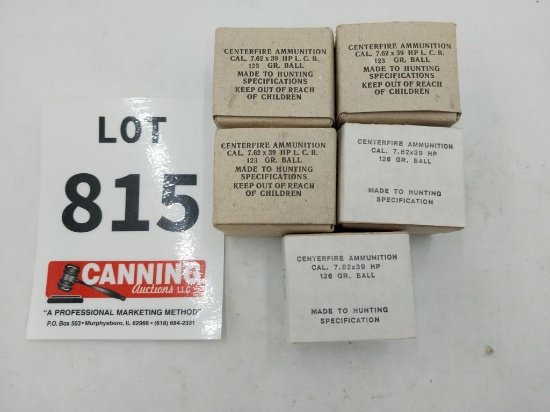 LOT
815
CANNING
Auctions LLC
"A PROFESSIONAL MARKETING METHOD"
P.O. Box 503 • Murphysboro, IL 62966 • (618) 684-2331
CENTERFIRE AMMUNITION
CAL. 7.62 x 39 HP L.C.B.
123 GR. BALL
MADE TO HUNTING
SPECIFICATIONS
KEEP OUT OF REACH
OF CHILDREN
CENTERFIRE AMMUNITION
CAL. 7.62 x 39 HP L.C.B.
123 GR. BALL
MADE TO HUNTING
SPECIFICATIONS
KEEP OUT OF REACH
OF CHILDREN
CENTERFIRE AMMUNITION
CAL. 7.62 x 39 HP L.C.B.
123 GR. BALL
MADE TO HUNTING
SPECIFICATIONS
KEEP OUT OF REACH
OF CHILDREN
CENTERFIRE AMMUNITION
CAL. 7.62x39 HP
126 GR. BALL
MADE TO HUNTING
SPECIFICATION
CENTERFIRE AMMUNITION
CAL. 7.62x39 HP
126 GR. BALL
MADE TO HUNTING
SPECIFICATION